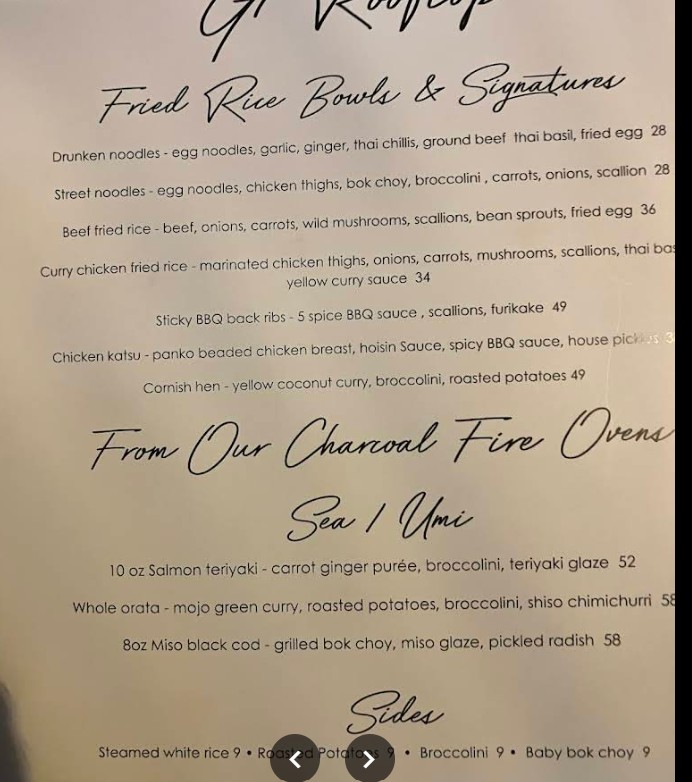 Rooftop
Fried Rice Bowls & Signatures
Drunken noodles - egg noodles, garlic, ginger, thai chillis, ground beef thai basil, fried egg 28
Street noodles - egg noodles, chicken thighs, bok choy, broccolini , carrots, onions, scallion 28
Beef fried rice - beef, onions, carrots, wild mushrooms, scallions, bean sprouts, fried egg 36
Curry chicken fried rice - marinated chicken thighs, onions, carrots, mushrooms, scallions, thai bas
yellow curry sauce 34
Sticky BBQ back ribs - 5 spice BBQ sauce , scallions, furikake 49
Chicken katsu - panko beaded chicken breast, hoisin Sauce, spicy BBQ sauce, house pickles
Cornish hen - yellow coconut curry, broccolini, roasted potatoes 49
From Our Charcoal Fire Ovens
Sea / Umi
10 oz Salmon teriyaki - carrot ginger purée, broccolini, teriyaki glaze 52
Whole orata - mojo green curry, roasted potatoes, broccolini, shiso chimichurri 58
8oz Miso black cod - grilled bok choy, miso glaze, pickled radish 58
Sides
Steamed white rice 9 • Roasted Potatoes 9 • Broccolini 9 • Baby bok choy 9